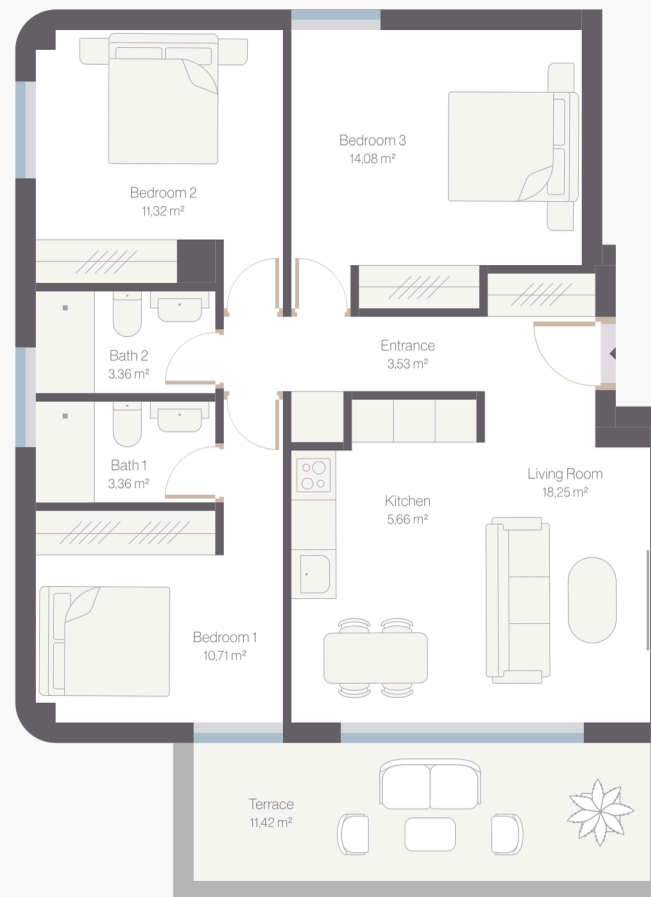 Bedroom 3
14,08 m²
Bedroom 2
11,32 m²
Entrance
3,53 m²
Bath 2
3,36 m²
Bath 1
3,36 m²
Living Room
18,25 m²
Kitchen
5,66 m²
Bedroom 1
10,71 m²
Terrace
11,42 m²